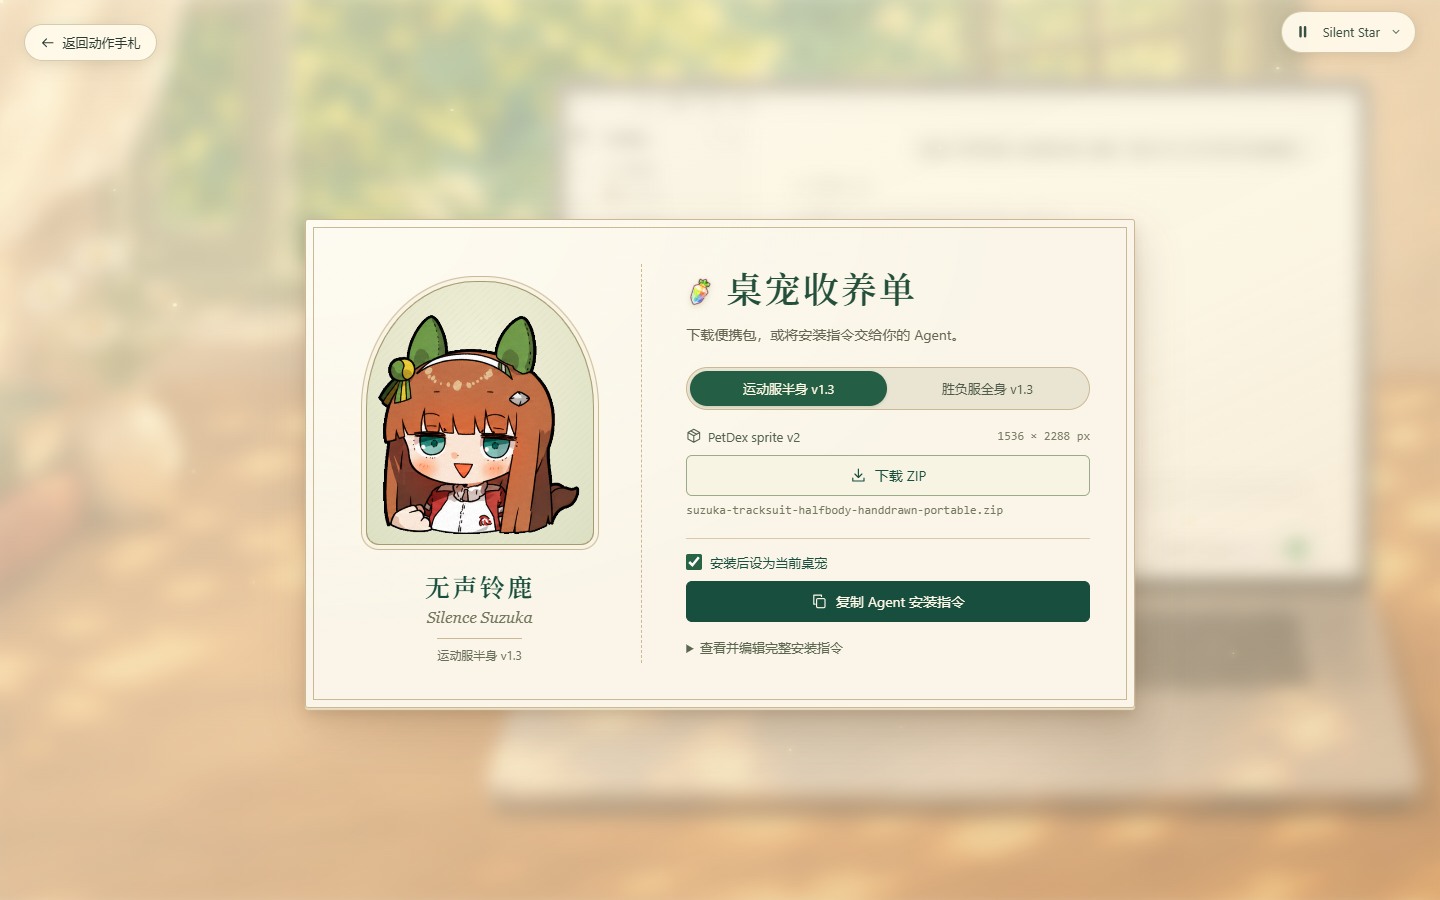 返回动作手札
Silent Star
桌宠收养单
下载便携包，或将安装指令交给你的 Agent。
运动服半身 v1.3
胜负服全身 v1.3
PetDex sprite v2
1536 × 2288 px
下载 ZIP
suzuka-tracksuit-halfbody-handdrawn-portable.zip
安装后设为当前桌宠
复制 Agent 安装指令
查看并编辑完整安装指令
无声铃鹿
Silence Suzuka
运动服半身 v1.3